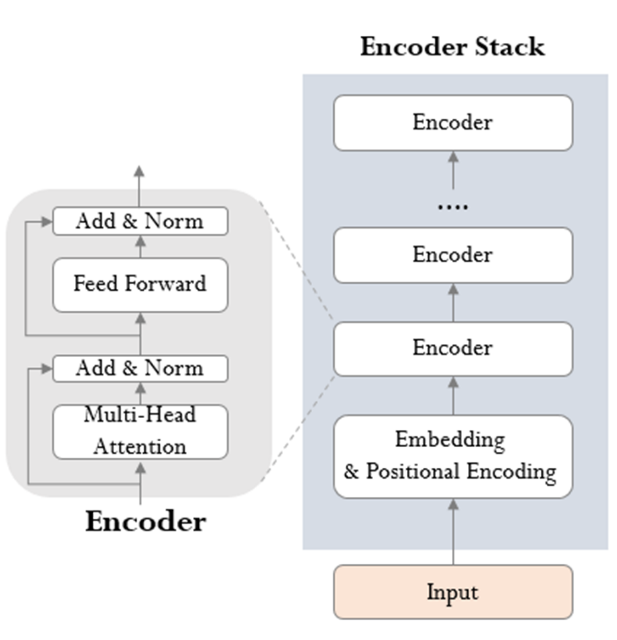 Encoder Stack
Encoder
....
Encoder
Encoder
Embedding
& Positional Encoding
Input
Add & Norm
Feed Forward
Add & Norm
Multi-Head
Attention
Encoder